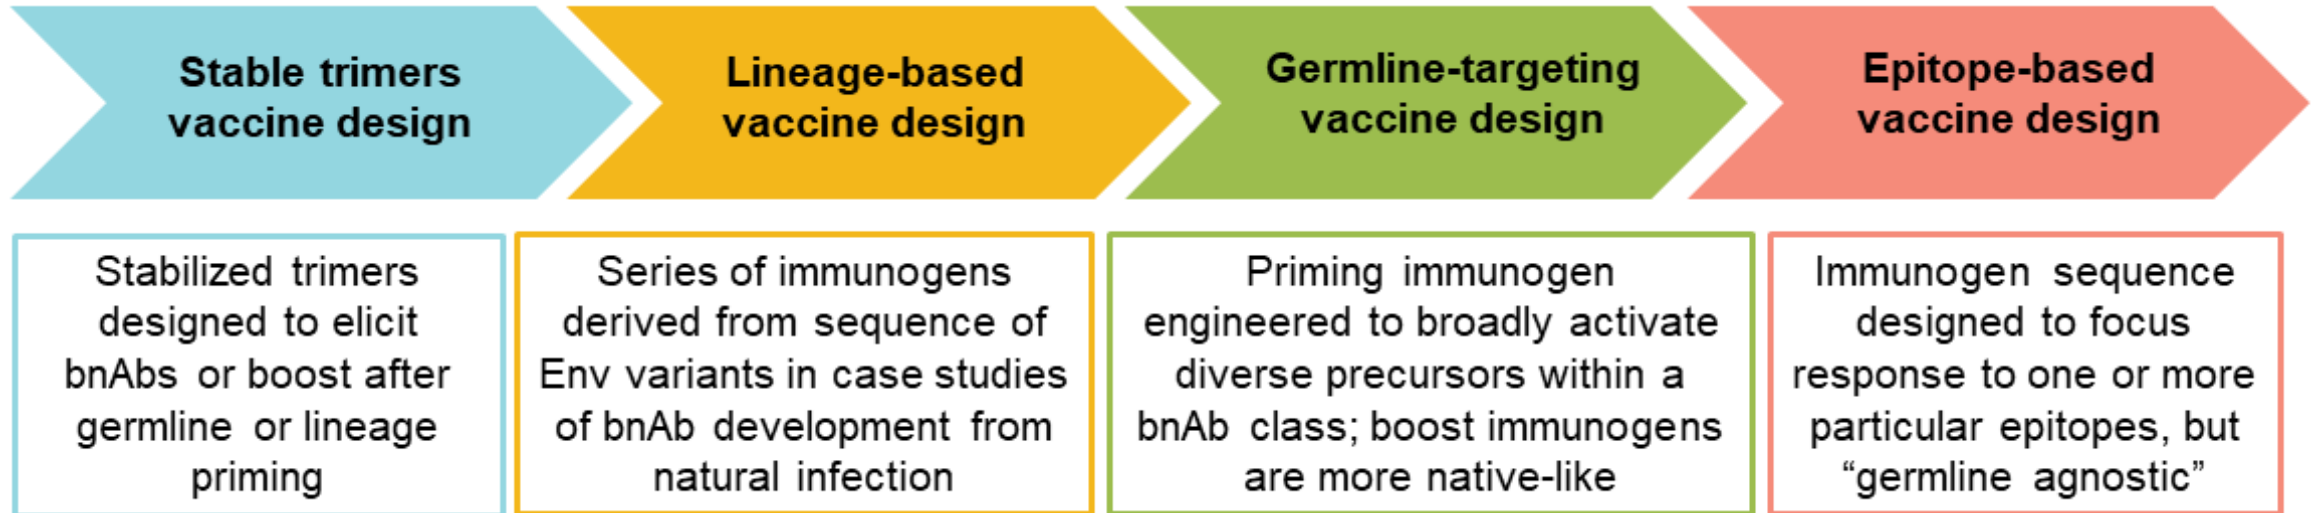 Stable trimers
vaccine design
Lineage-based
vaccine design
Germline-targeting
vaccine design
Epitope-based
vaccine design
Stabilized trimers
designed to elicit
bnAbs or boost after
germline or lineage
priming
Series of immunogens
derived from sequence of
Env variants in case studies
of bnAb development from
natural infection
Priming immunogen
engineered to broadly activate
diverse precursors within a
bnAb class; boost immunogens
are more native-like
Immunogen sequence
designed to focus
response to one or more
particular epitopes, but
“germline agnostic”